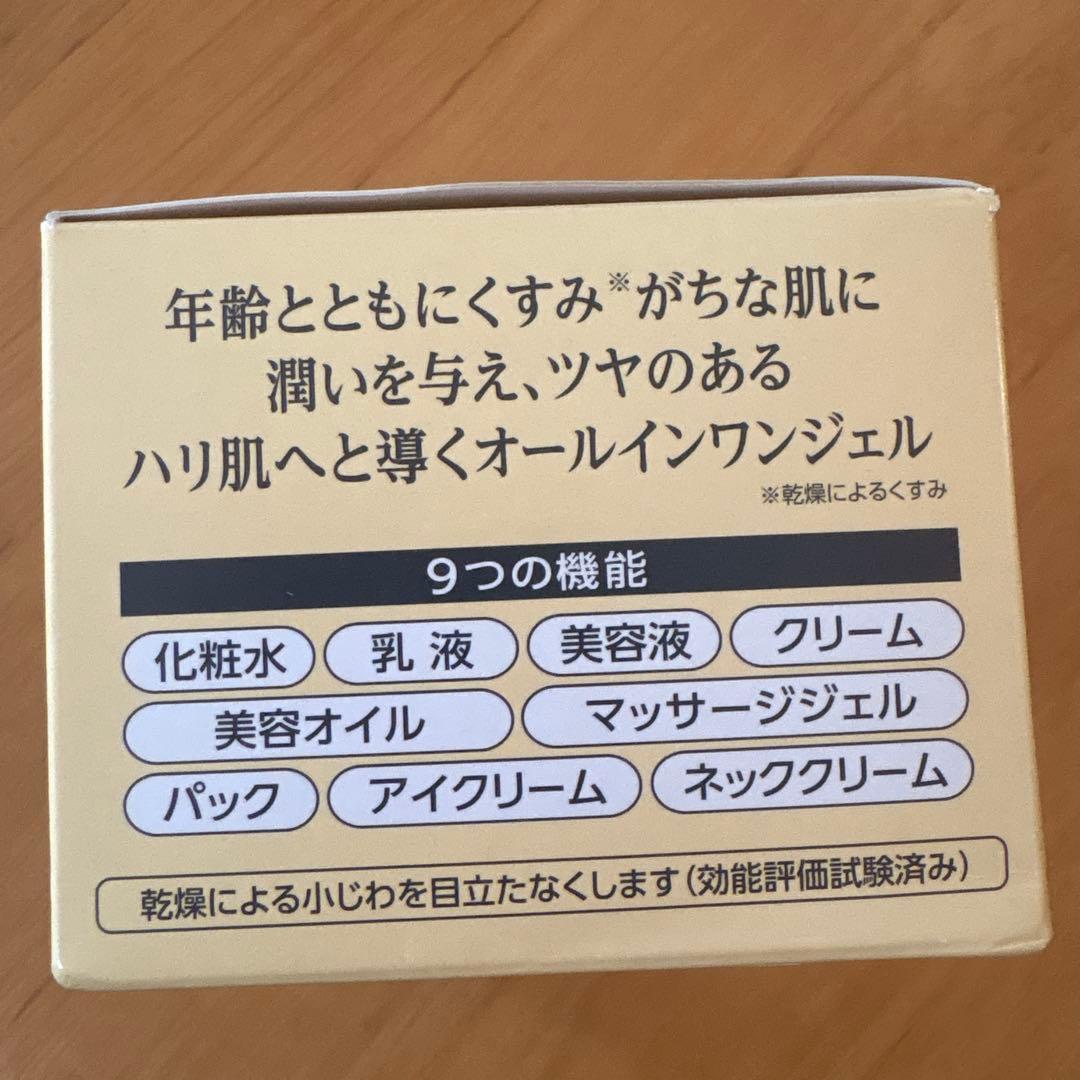 年齢とともにくすみ※がちな肌に
潤いを与え、ツヤのある
ハリ肌へと導くオールインワンジェル
※乾燥によるくすみ
9つの機能
化粧水 乳液 美容液 クリーム
美容オイル マッサージジェル
パック アイクリーム ネッククリーム
乾燥による小じわを目立たなくします(効能評価試験済み)